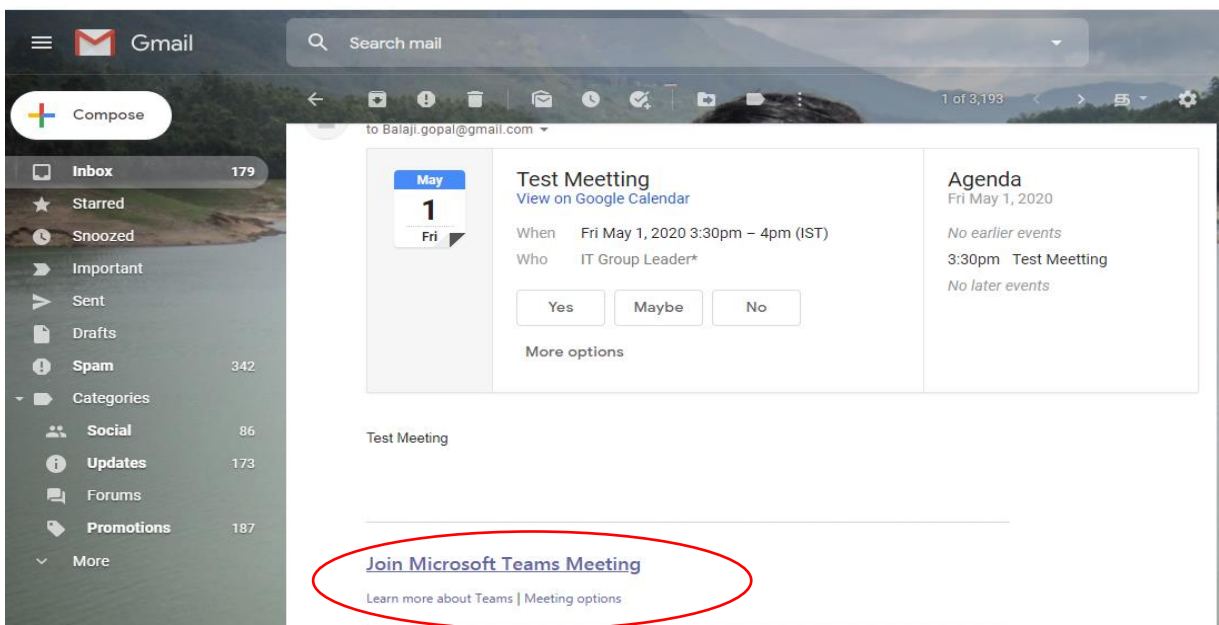 Gmail
Search mail
Compose
1 of 3,193
to Balaji.gopal@gmail.com
Inbox 179
Starred
Snoozed
Important
Sent
Drafts
Spam 342
Categories
Social 86
Updates 173
Forums
Promotions 187
More
May
1
Fri
Test Meetting
View on Google Calendar
When Fri May 1, 2020 3:30pm – 4pm (IST)
Who IT Group Leader*
Yes Maybe No
More options
Agenda
Fri May 1, 2020
No earlier events
3:30pm Test Meetting
No later events
Test Meeting
Join Microsoft Teams Meeting
Learn more about Teams | Meeting options